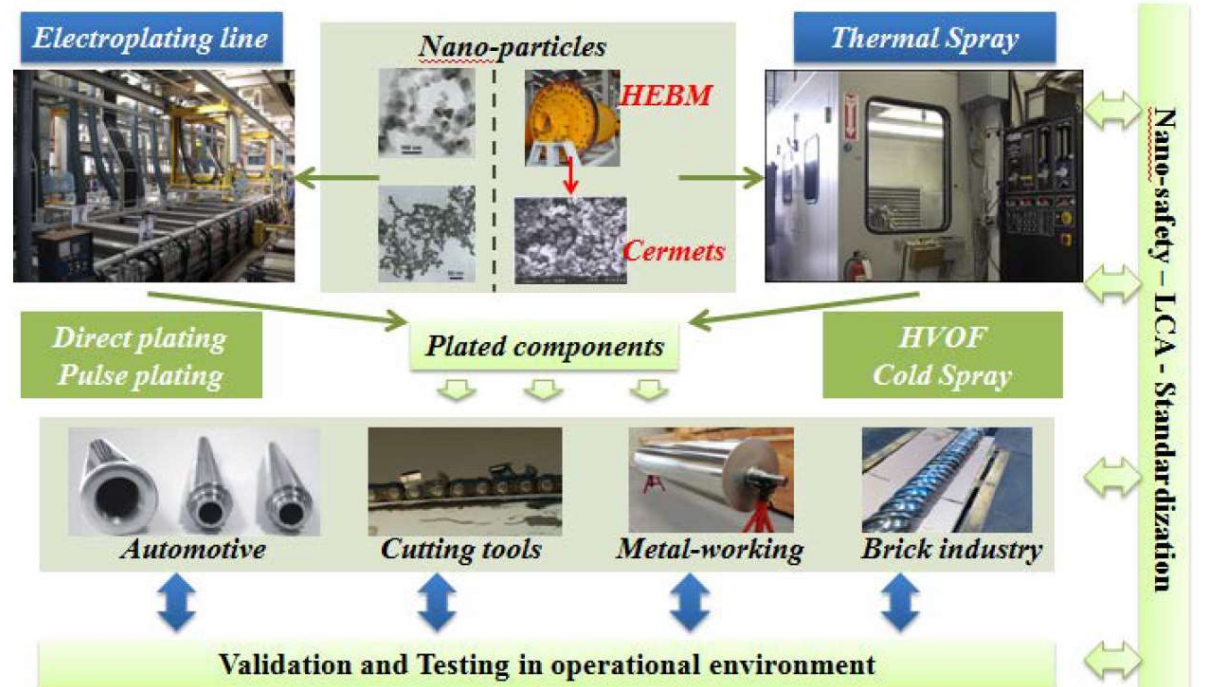 Electroplating line
Nano-particles
Thermal Spray
HEBM
Cermets
Direct plating
Pulse plating
Plated components
HVOF
Cold Spray
Automotive
Cutting tools
Metal-working
Brick industry
Validation and Testing in operational environment
Nano-safety – LCA - Standardization